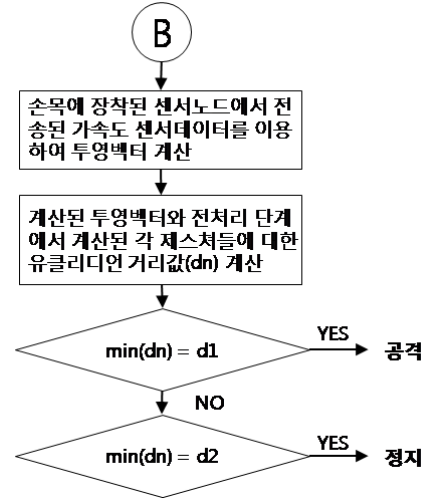 B
손목에 장착된 센서노드에서 전
송된 가속도 센서데이터를 이용
하여 투영벡터 계산
계산된 투영벡터와 전처리 단계
에서 계산된 각 제스쳐들에 대한
유클리디언 거리값(dn) 계산
min(dn) = d1
YES
공격
NO
min(dn) = d2
YES
정지